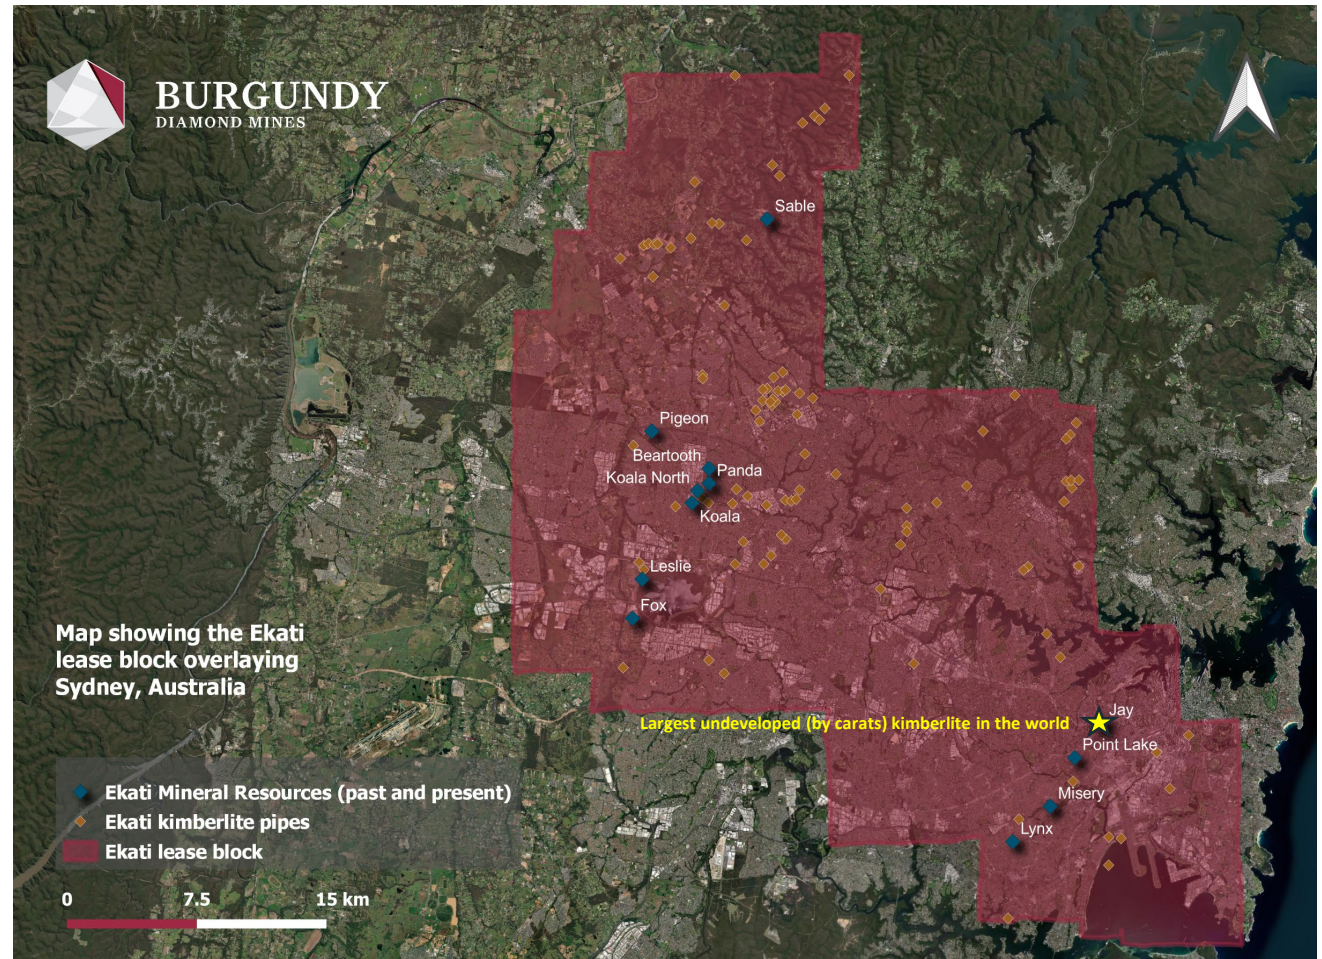 BURGUNDY
DIAMOND MINES
Sable
Pigeon
Beartooth
Panda
Koala North
Koala
Leslie
Fox
Map showing the Ekati
lease block overlaying
Sydney, Australia
Largest undeveloped (by carats) kimberlite in the world
Jay
Point Lake
Misery
Lynx
Ekati Mineral Resources (past and present)
Ekati kimberlite pipes
Ekati lease block
0 7.5 15 km